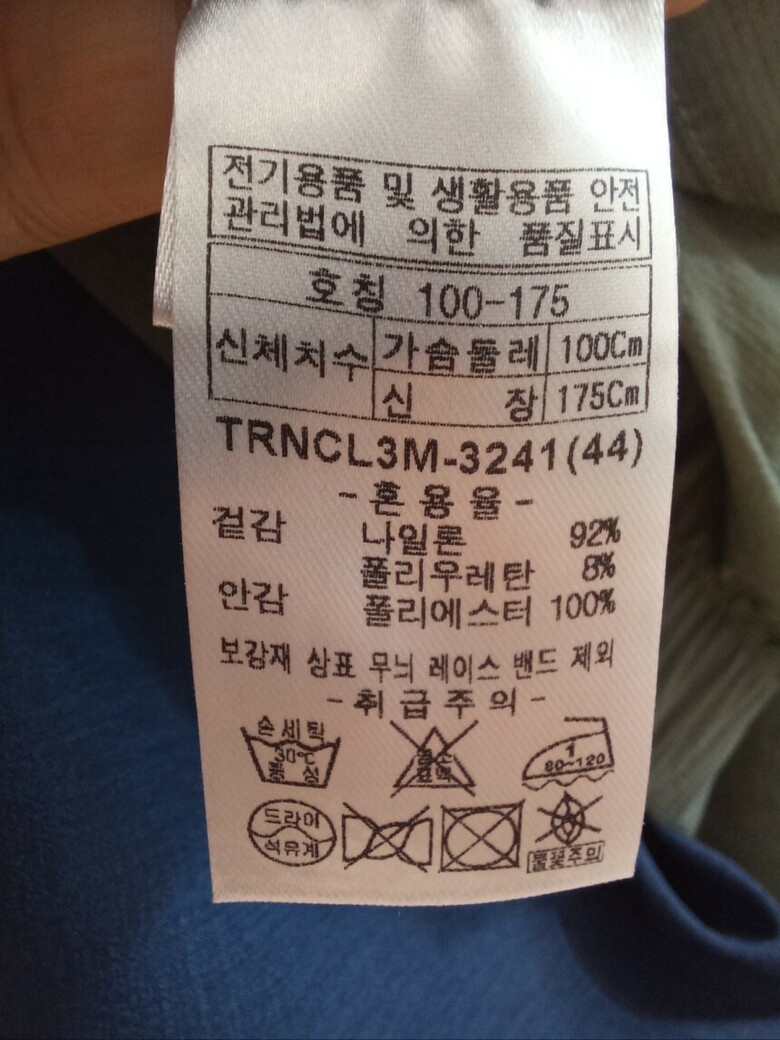 전기용품 및 생활용품 안전
관리법에 의한 품질표시
호칭 100-175
신체치수 가슴둘레 100Cm
신장 175Cm
TRNCL3M-3241(44)
-혼용율-
겉감 나일론 92%
폴리우레탄 8%
안감 폴리에스터 100%
보강재 상표 무늬 레이스 밴드 제외
-취급주의-
손세탁
30℃
중성
염소
표백
1
80~120
드라이
석유계
불꽃주의